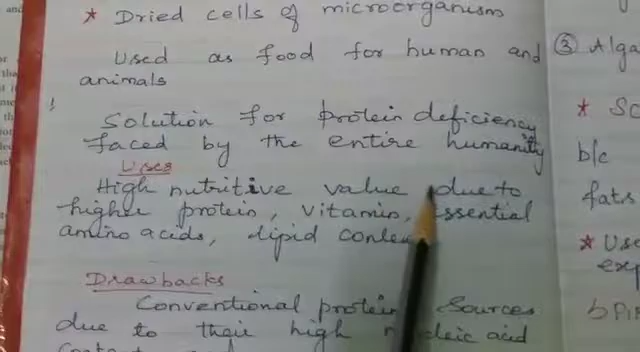 * Dried cells of microorganism
Used as food for human and
animals
Solution for protein deficiency
faced by the entire humanity
Uses
High nutritive value due to
higher protein, vitamin, essential
amino acids, lipid
Drawbacks
Conventional protein sources
due to their high acid
③ Alga
* SC
b/c
fats
* Use
exp